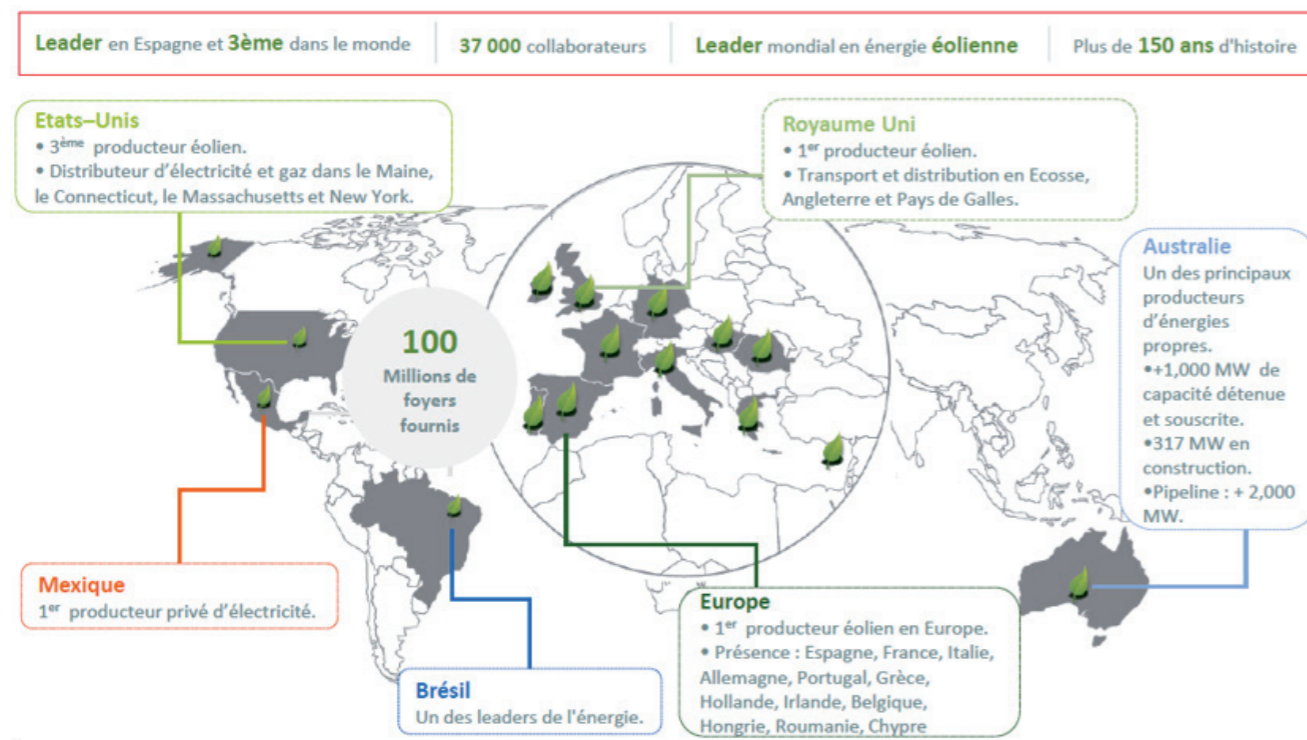 Leader en Espagne et 3ème dans le monde
37 000 collaborateurs
Leader mondial en énergie éolienne
Plus de 150 ans d'histoire
Etats–Unis
• 3ème producteur éolien.
• Distributeur d'électricité et gaz dans le Maine,
le Connecticut, le Massachusetts et New York.
Royaume Uni
• 1er producteur éolien.
• Transport et distribution en Ecosse,
Angleterre et Pays de Galles.
Australie
Un des principaux
producteurs
d'énergies
propres.
•+1,000 MW de
capacité détenue
et souscrite.
•317 MW en
construction.
•Pipeline : + 2,000
MW.
100
Millions de
foyers
fournis
Mexique
1er producteur privé d'électricité.
Brésil
Un des leaders de l'énergie.
Europe
• 1er producteur éolien en Europe.
• Présence : Espagne, France, Italie,
Allemagne, Portugal, Grèce,
Hollande, Irlande, Belgique,
Hongrie, Roumanie, Chypre